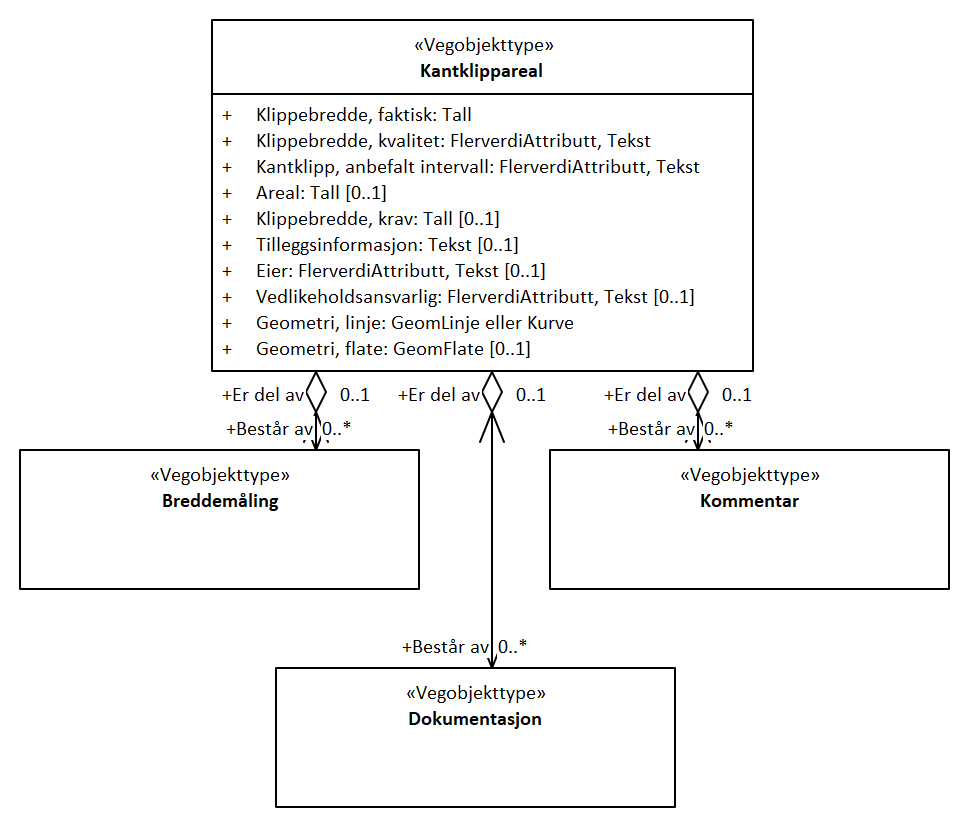 «Vegobjekttype»
Kantklippareal
+ Klippebredde, faktisk: Tall
+ Klippebredde, kvalitet: FlerverdiAttributt, Tekst
+ Kantklipp, anbefalt intervall: FlerverdiAttributt, Tekst
+ Areal: Tall [0..1]
+ Klippebredde, krav: Tall [0..1]
+ Tilleggsinformasjon: Tekst [0..1]
+ Eier: FlerverdiAttributt, Tekst [0..1]
+ Vedlikeholdsansvarlig: FlerverdiAttributt, Tekst [0..1]
+ Geometri, linje: GeomLinje eller Kurve
+ Geometri, flate: GeomFlate [0..1]
+Er del av 0..1 +Er del av 0..1 +Er del av 0..1
+Består av 0..* +Består av 0..*
«Vegobjekttype» «Vegobjekttype»
Breddemåling Kommentar
+Består av 0..*
«Vegobjekttype»
Dokumentasjon